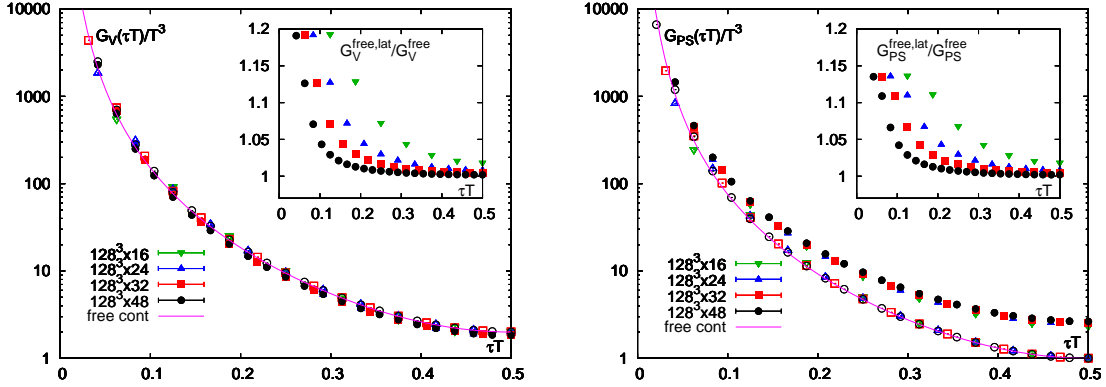 G_V(τT)/T^3
10000
1000
100
10
1
0
0.1
0.2
0.3
0.4
0.5
τT
128^3x16
128^3x24
128^3x32
128^3x48
free cont
G_V^free,lat/G_V^free
1.2
1.15
1.1
1.05
1
0
0.1
0.2
0.3
0.4
0.5
τT
G_PS(τT)/T^3
10000
1000
100
10
1
0
0.1
0.2
0.3
0.4
0.5
τT
128^3x16
128^3x24
128^3x32
128^3x48
free cont
G_PS^free,lat/G_PS^free
1.2
1.15
1.1
1.05
1
0
0.1
0.2
0.3
0.4
0.5
τT